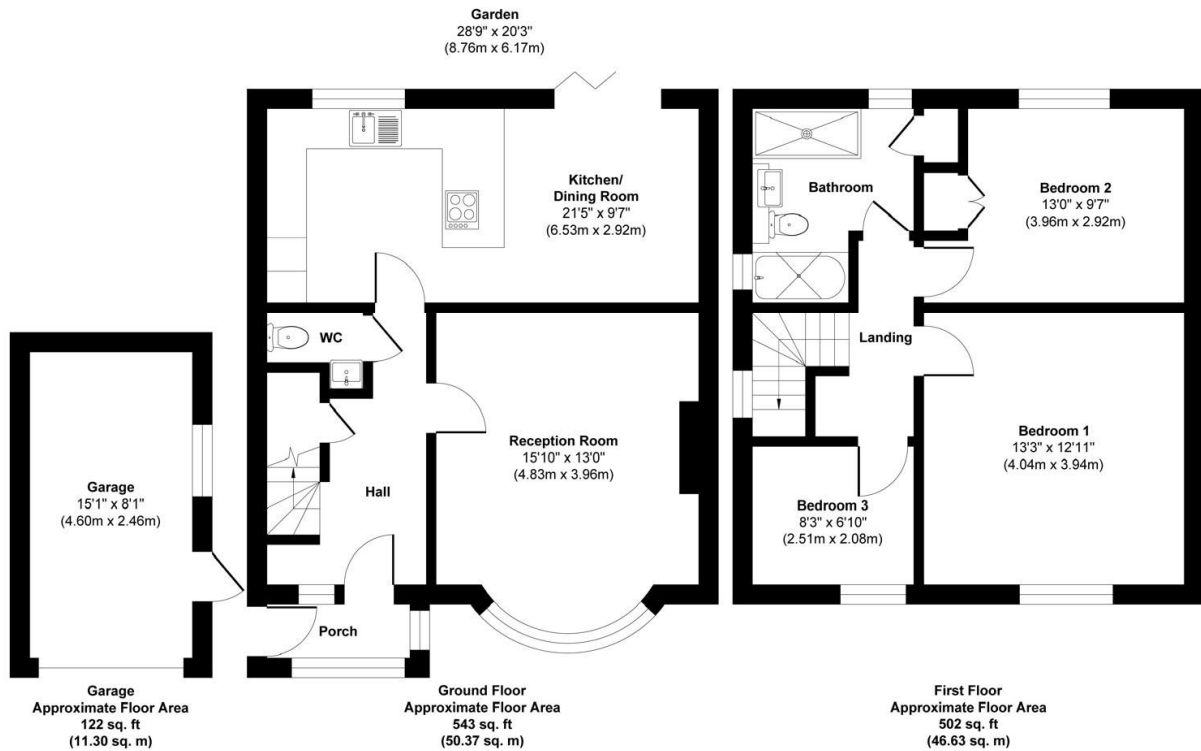 Garden
28'9" x 20'3"
(8.76m x 6.17m)
Kitchen/
Dining Room
21'5" x 9'7"
(6.53m x 2.92m)
WC
Reception Room
15'10" x 13'0"
(4.83m x 3.96m)
Hall
Porch
Garage
15'1" x 8'1"
(4.60m x 2.46m)
Bathroom
Bedroom 2
13'0" x 9'7"
(3.96m x 2.92m)
Landing
Bedroom 1
13'3" x 12'11"
(4.04m x 3.94m)
Bedroom 3
8'3" x 6'10"
(2.51m x 2.08m)
Garage
Approximate Floor Area
122 sq. ft
(11.30 sq. m)
Ground Floor
Approximate Floor Area
543 sq. ft
(50.37 sq. m)
First Floor
Approximate Floor Area
502 sq. ft
(46.63 sq. m)